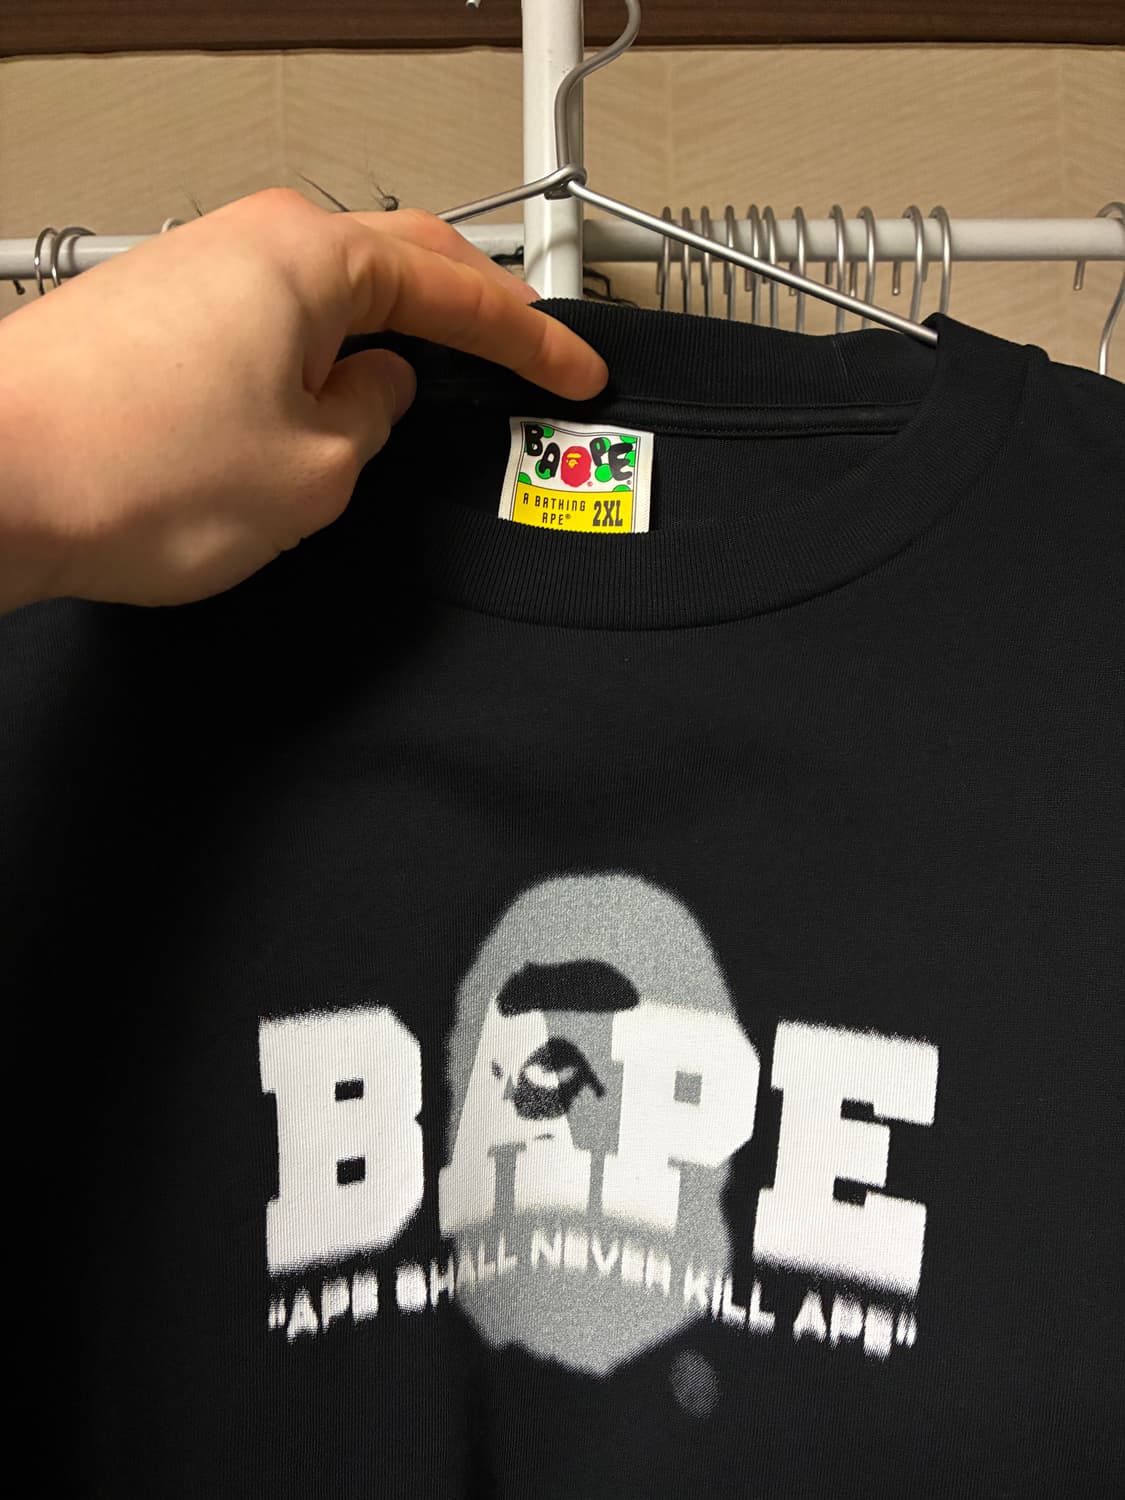 BAPE
®
A BATHING
APE® 2XL
BAPE
"APE SHALL NEVER KILL APE"